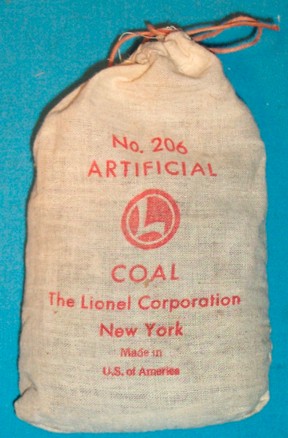 No. 206
ARTIFICIAL
L
COAL
The Lionel Corporation
New York
Made in
U.S. of America